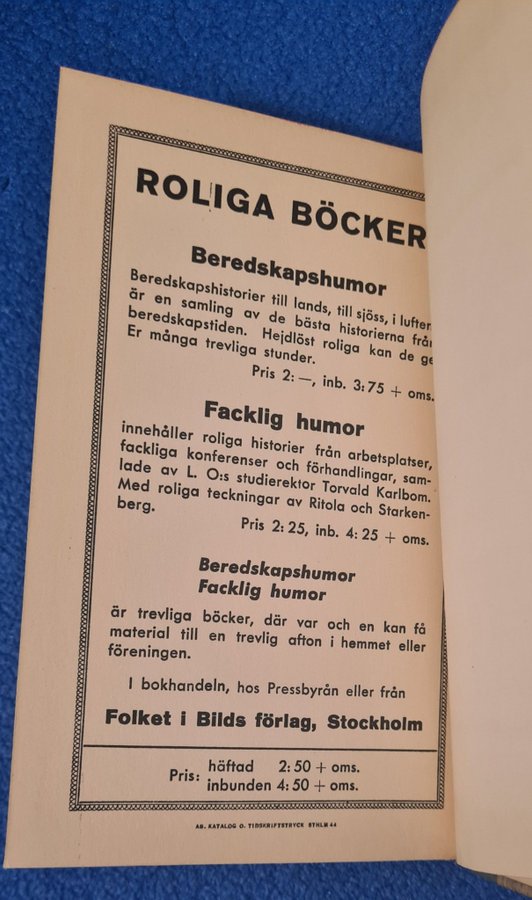 ROLIGA BÖCKER
Beredskapshumor
Beredskapshistorier till lands, till sjöss, i luften
är en samling av de bästa historierna från
beredskapstiden. Hejdlöst roliga kan de ge
Er många trevliga stunder.
Pris 2: —, inb. 3:75 + oms.
Facklig humor
innehåller roliga historier från arbetsplatser,
fackliga konferenser och förhandlingar, sam-
lade av L. O:s studierektor Torvald Karlbom.
Med roliga teckningar av Ritola och Starken-
berg.
Pris 2:25, inb. 4:25 + oms.
Beredskapshumor
Facklig humor
är trevliga böcker, där var och en kan få
material till en trevlig afton i hemmet eller
föreningen.
I bokhandeln, hos Pressbyrån eller från
Folket i Bilds förlag, Stockholm
Pris: häftad 2:50 + oms.
inbunden 4:50 + oms.
AB. KATALOG O. TIDSKRIFTSTRYCK STHLM 44